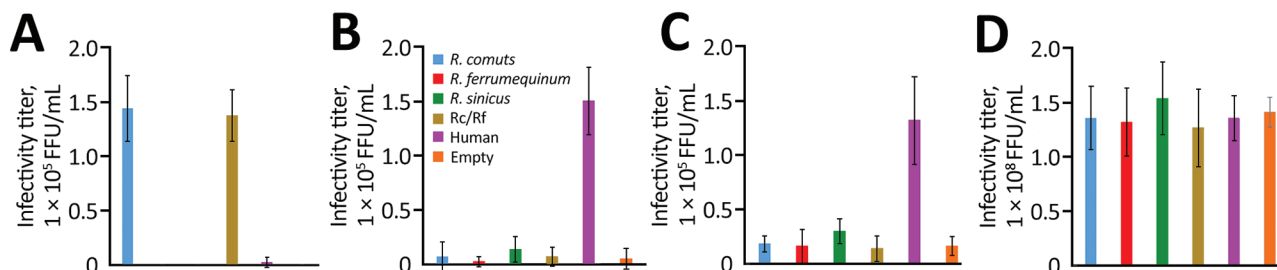 A
Infectivity titer,
1 × 10⁵ FFU/mL
2.0
1.5
1.0
0.5
0
B
Infectivity titer,
1 × 10⁵ FFU/mL
2.0
1.5
1.0
0.5
0
R. comuts
R. ferrumequinum
R. sinicus
Rc/Rf
Human
Empty
C
Infectivity titer,
1 × 10⁵ FFU/mL
2.0
1.5
1.0
0.5
0
D
Infectivity titer,
1 × 10⁸ FFU/mL
2.0
1.5
1.0
0.5
0